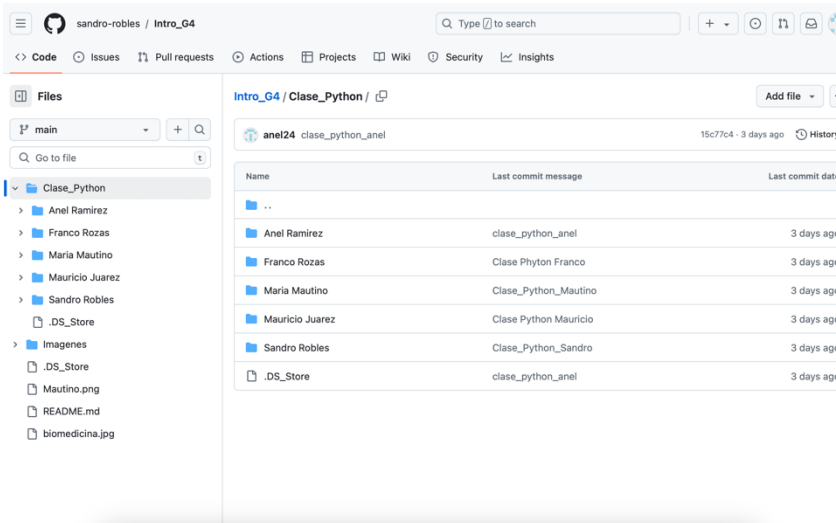 sandro-robles / Intro_G4
Type / to search
Code Issues Pull requests Actions Projects Wiki Security Insights
Files
main
Go to file t
Clase_Python
Anel Ramirez
Franco Rozas
Maria Mautino
Mauricio Juarez
Sandro Robles
.DS_Store
Imagenes
.DS_Store
Mautino.png
README.md
biomedicina.jpg
Intro_G4 / Clase_Python /
Add file
anel24 clase_python_anel 15c77c4 · 3 days ago History
Name Last commit message Last commit date
..
Anel Ramirez clase_python_anel 3 days ago
Franco Rozas Clase Phyton Franco 3 days ago
Maria Mautino Clase_Python_Mautino 3 days ago
Mauricio Juarez Clase Python Mauricio 3 days ago
Sandro Robles Clase_Python_Sandro 3 days ago
.DS_Store clase_python_anel 3 days ago